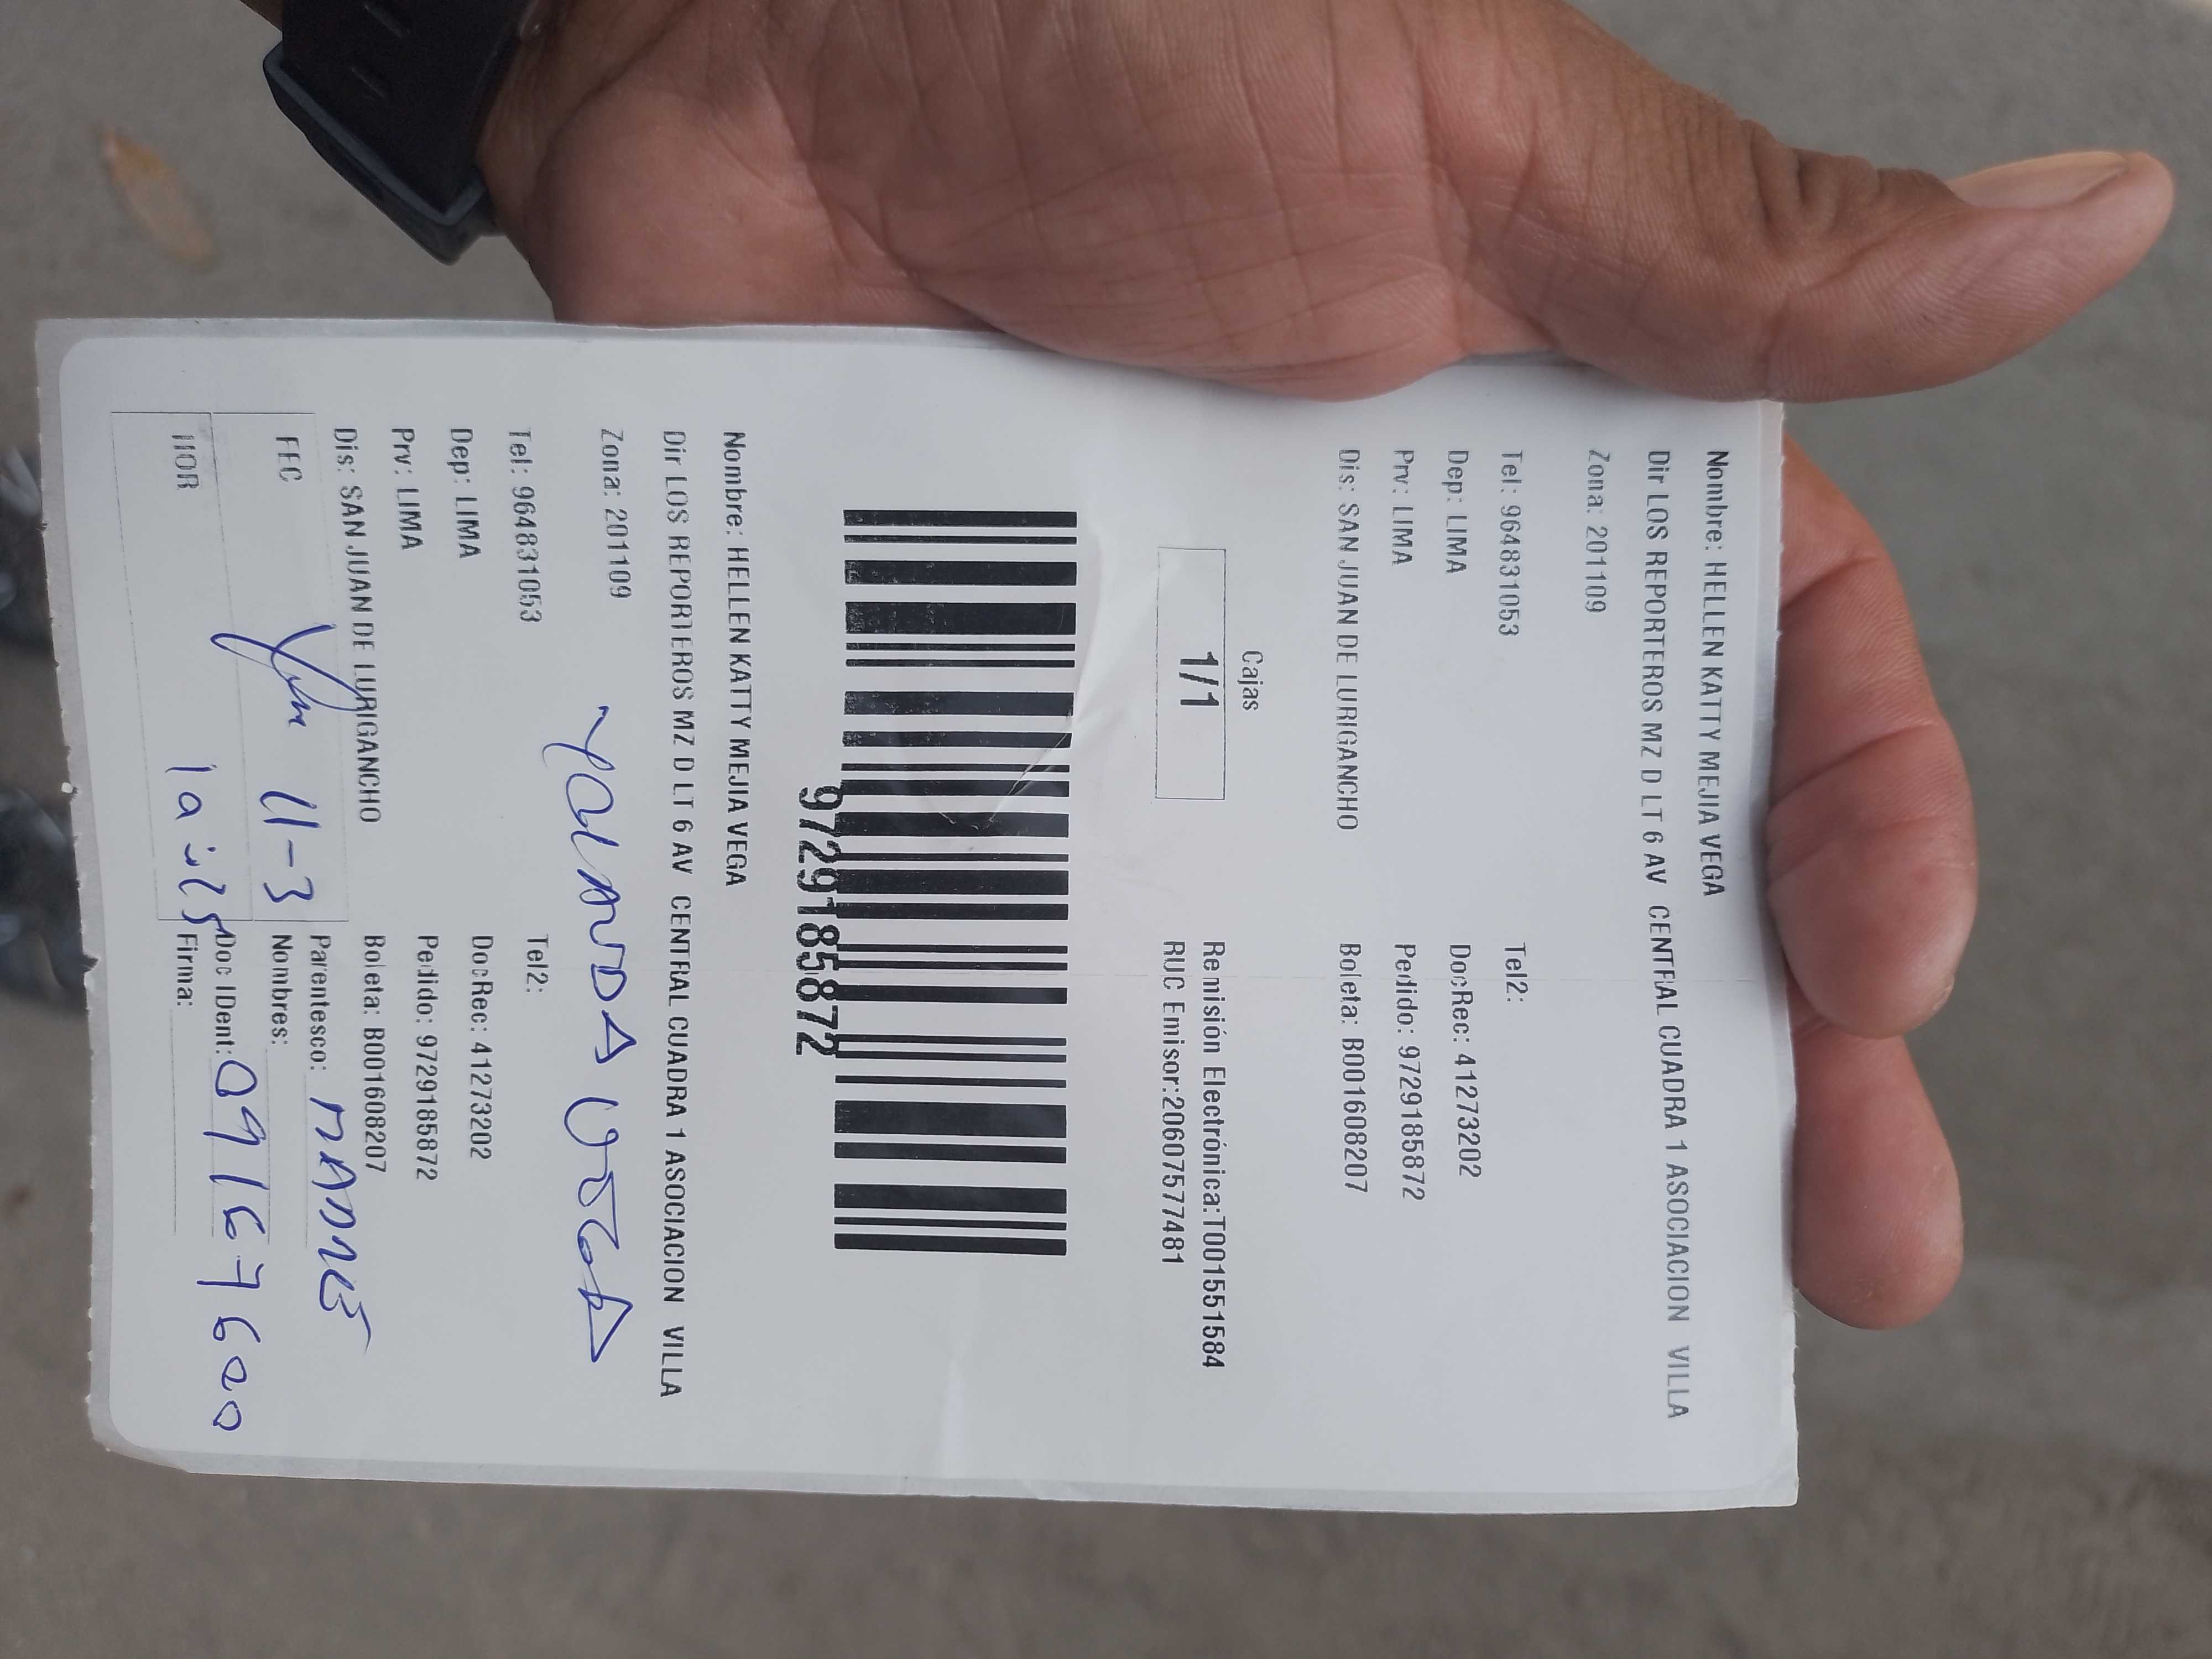 Nombre: HELLEN KATTY MEJIA VEGA
Dir LOS REPORTEROS MZ D LT 6 AV CENTRAL CUADRA 1 ASOCIACION VILLA
Zona: 201109
Tel: 964831053 Tel2:
Dep: LIMA DocRec: 41273202
Prv: LIMA Pedido: 9729185872
Dis: SAN JUAN DE LURIGANCHO Boleta: B001608207
Cajas
1/1
Remisión Electrónica:T001551584
RUC Emisor:20607577481
9729185872
Nombre: HELLEN KATTY MEJIA VEGA
Dir LOS REPORTEROS MZ D LT 6 AV CENTRAL CUADRA 1 ASOCIACION VILLA
Zona: 201109
YOLANDA VEGA
Tel: 964831053 Tel2:
Dep: LIMA DocRec: 41273202
Prv: LIMA Pedido: 9729185872
Dis: SAN JUAN DE LURIGANCHO Boleta: B001608207
Parentesco: MADRE
FEC 11-3 Nombres:
Doc IDent: 09167600
HOR Firma: